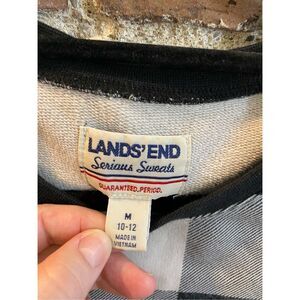 LANDS' END
Serious Sweats
GUARANTEED. PERIOD.
M
10-12
MADE IN
VIETNAM